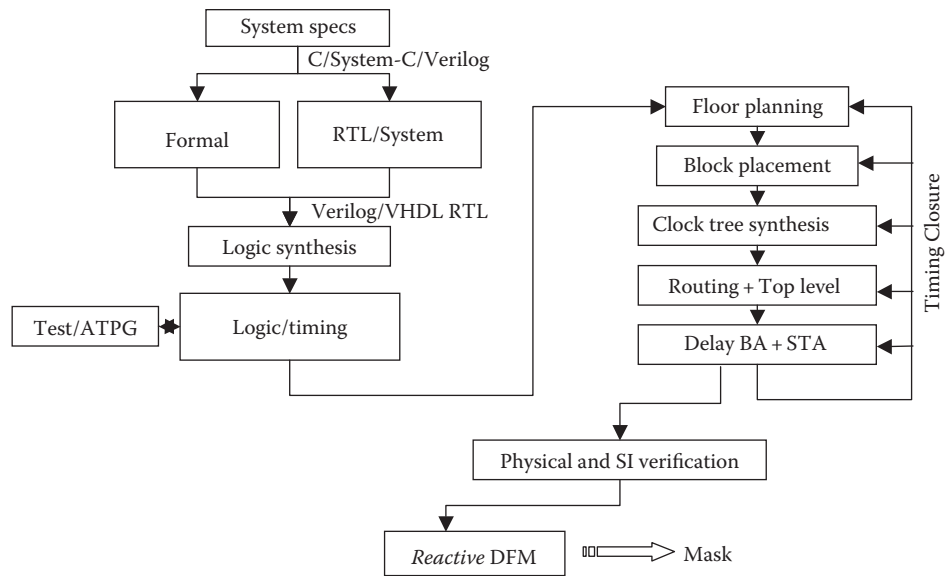 System specs
C/System-C/Verilog
Formal
RTL/System
Verilog/VHDL RTL
Logic synthesis
Test/ATPG
Logic/timing
Floor planning
Block placement
Clock tree synthesis
Routing + Top level
Delay BA + STA
Timing Closure
Physical and SI verification
Reactive DFM
Mask